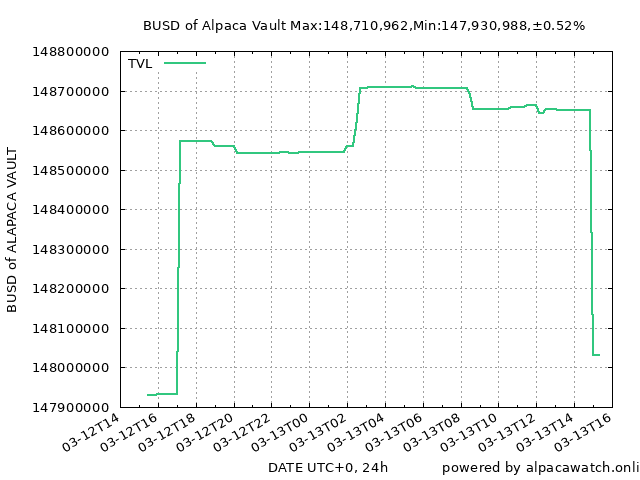 BUSD of Alpaca Vault Max:148,710,962,Min:147,930,988,±0.52%
TVL
148800000
148700000
148600000
148500000
148400000
148300000
148200000
148100000
148000000
147900000
BUSD of ALAPACA VAULT
03-12T14
03-12T16
03-12T18
03-12T20
03-12T22
03-13T00
03-13T02
03-13T04
03-13T06
03-13T08
03-13T10
03-13T12
03-13T14
03-13T16
DATE UTC+0, 24h
powered by alpacawatch.onli